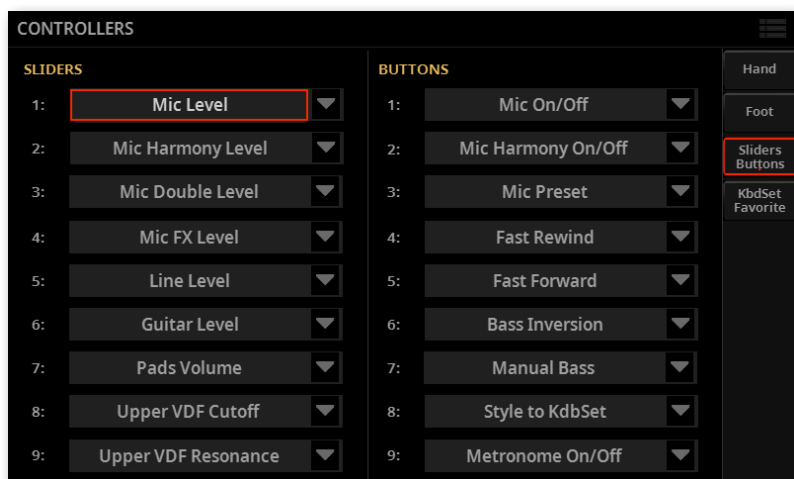 CONTROLLERS
SLIDERS
1: Mic Level
2: Mic Harmony Level
3: Mic Double Level
4: Mic FX Level
5: Line Level
6: Guitar Level
7: Pads Volume
8: Upper VDF Cutoff
9: Upper VDF Resonance
BUTTONS
1: Mic On/Off
2: Mic Harmony On/Off
3: Mic Preset
4: Fast Rewind
5: Fast Forward
6: Bass Inversion
7: Manual Bass
8: Style to KdbSet
9: Metronome On/Off
Hand
Foot
Sliders
Buttons
KbdSet
Favorite